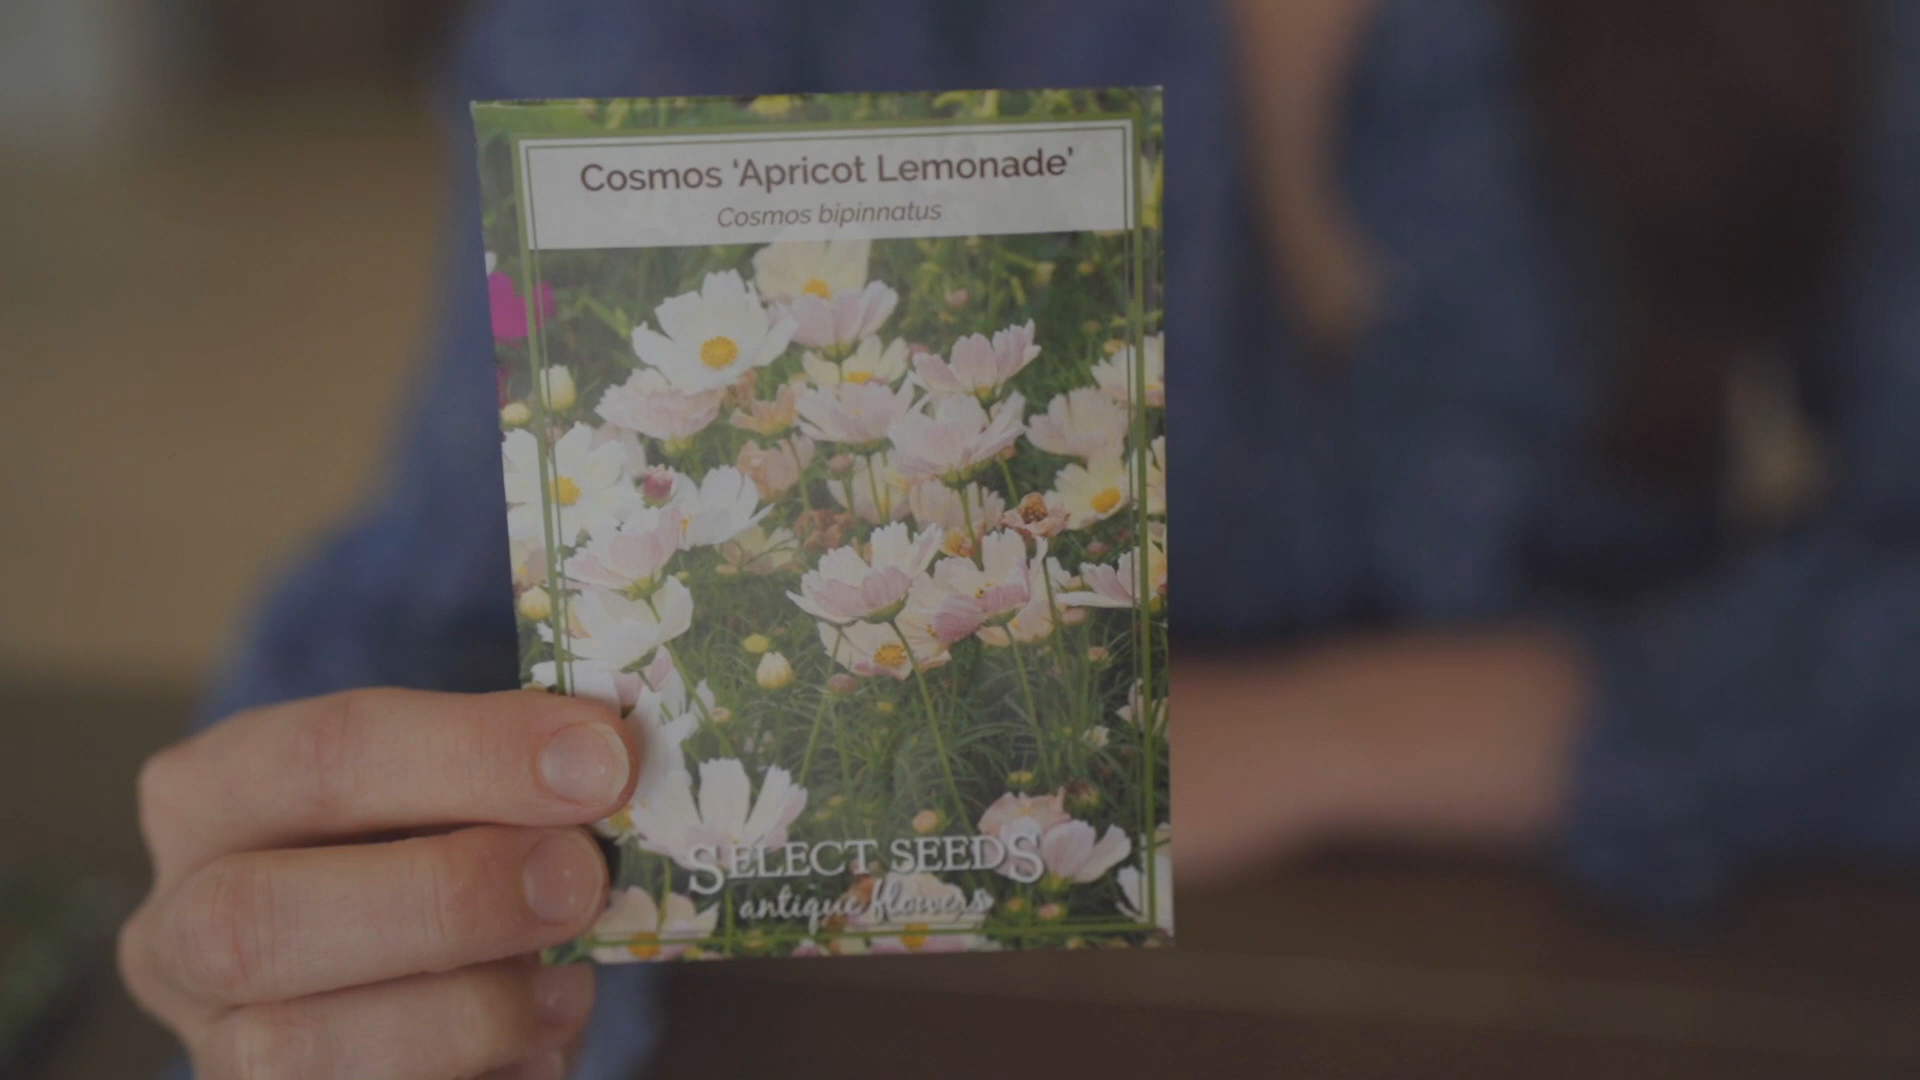 Cosmos ‘Apricot Lemonade’
Cosmos bipinnatus
SELECT SEEDS
antique flowers